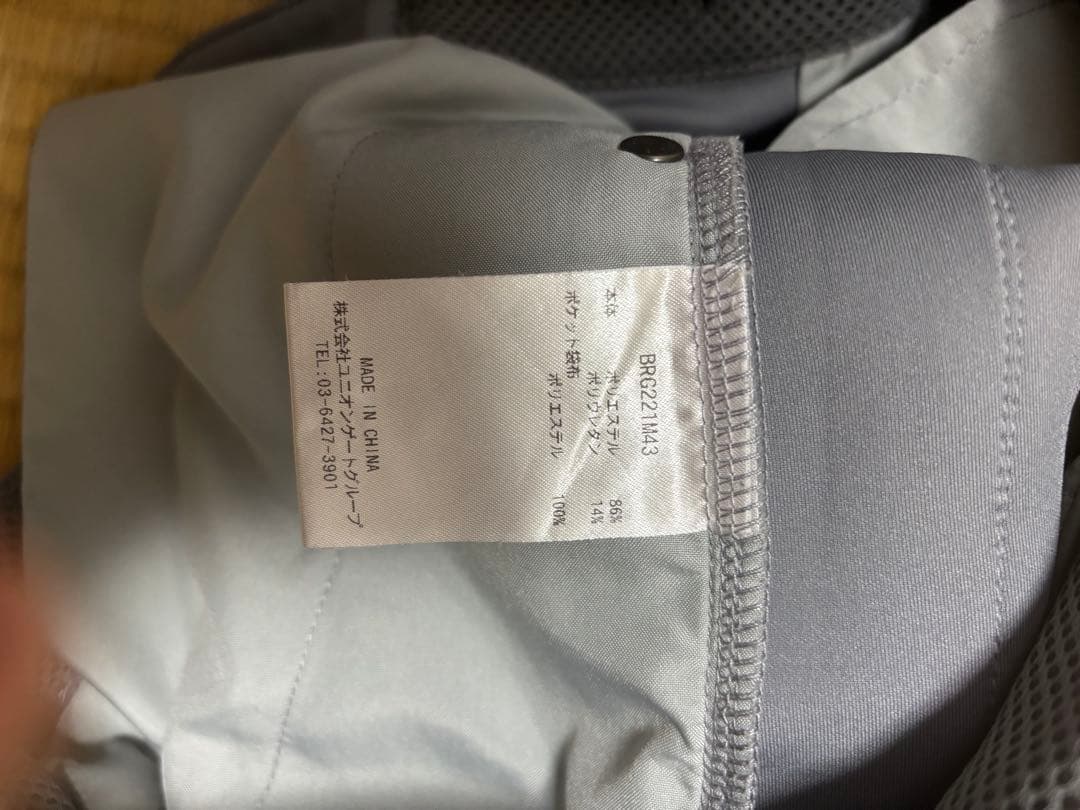 BRG221M43
本体 ポリエステル 86%
ポリウレタン 14%
ポケット袋布
ポリエステル 100%
MADE IN CHINA
株式会社ユニオンゲートグループ
TEL:03-6427-3901